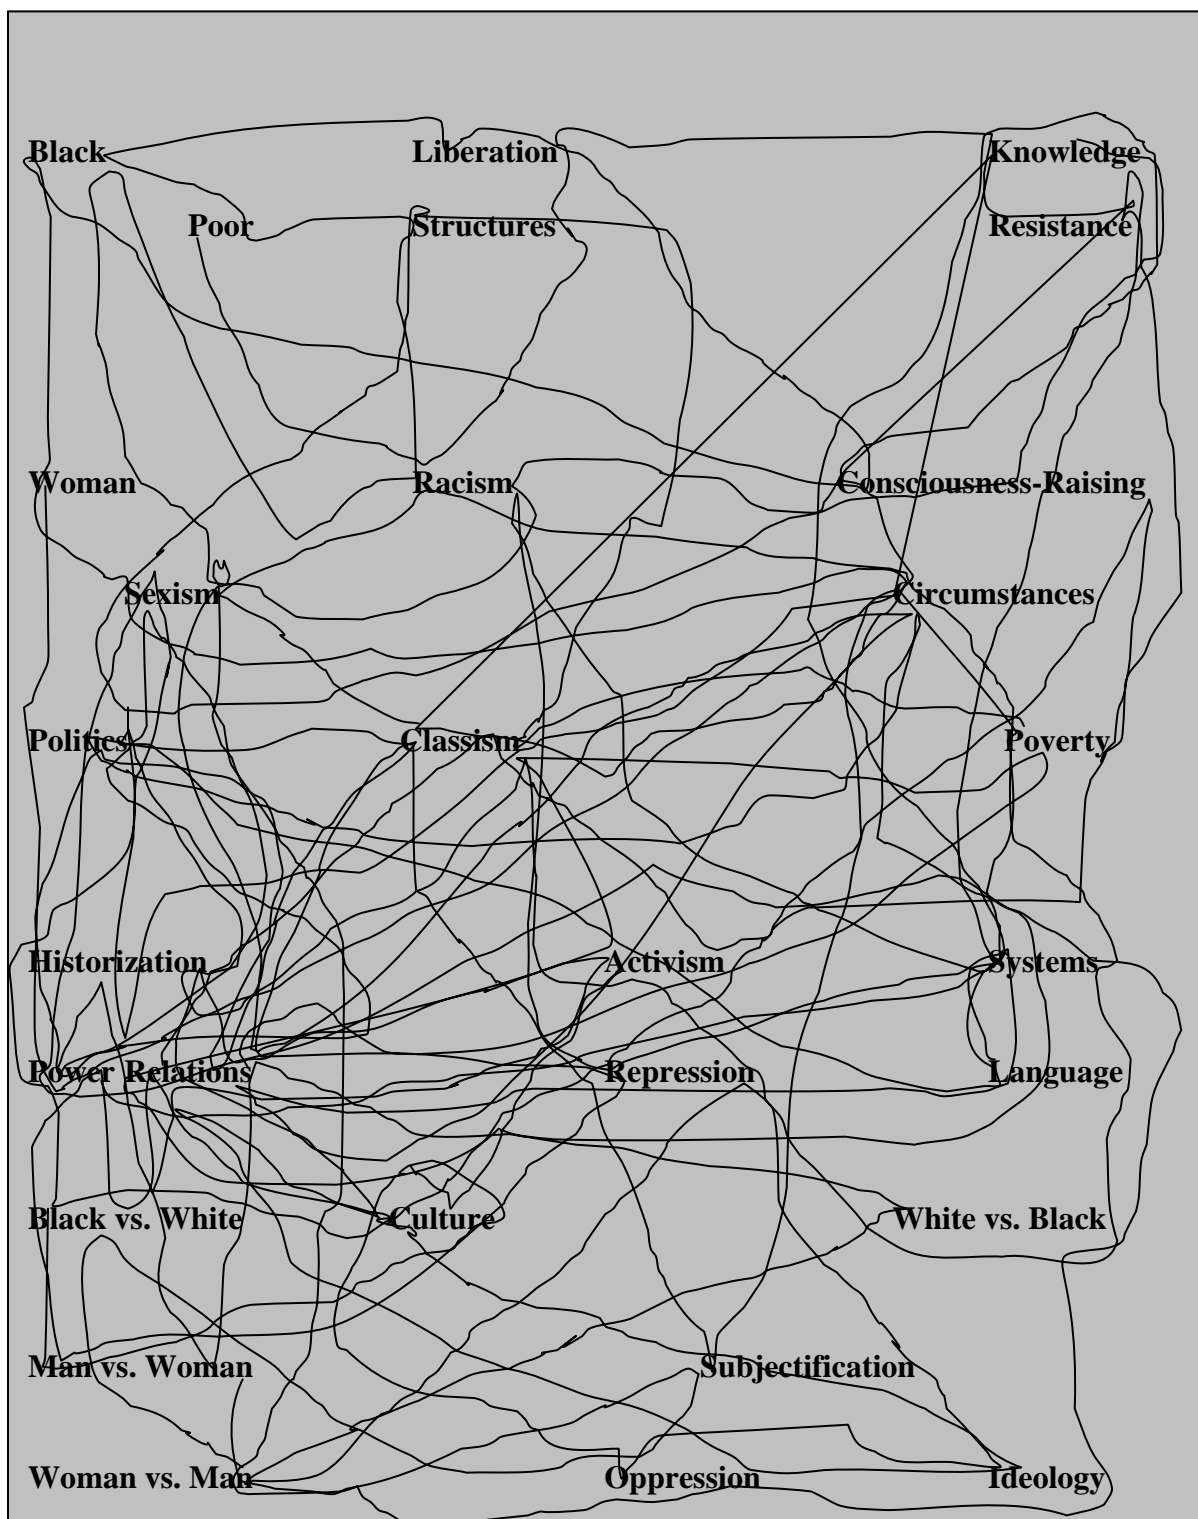 Black Liberation Knowledge
Poor Structures Resistance
Woman Racism Consciousness-Raising
Sexism Circumstances
Politics Classism Poverty
Historization Activism Systems
Power Relations Repression Language
Black vs. White Culture White vs. Black
Man vs. Woman Subjectification
Woman vs. Man Oppression Ideology